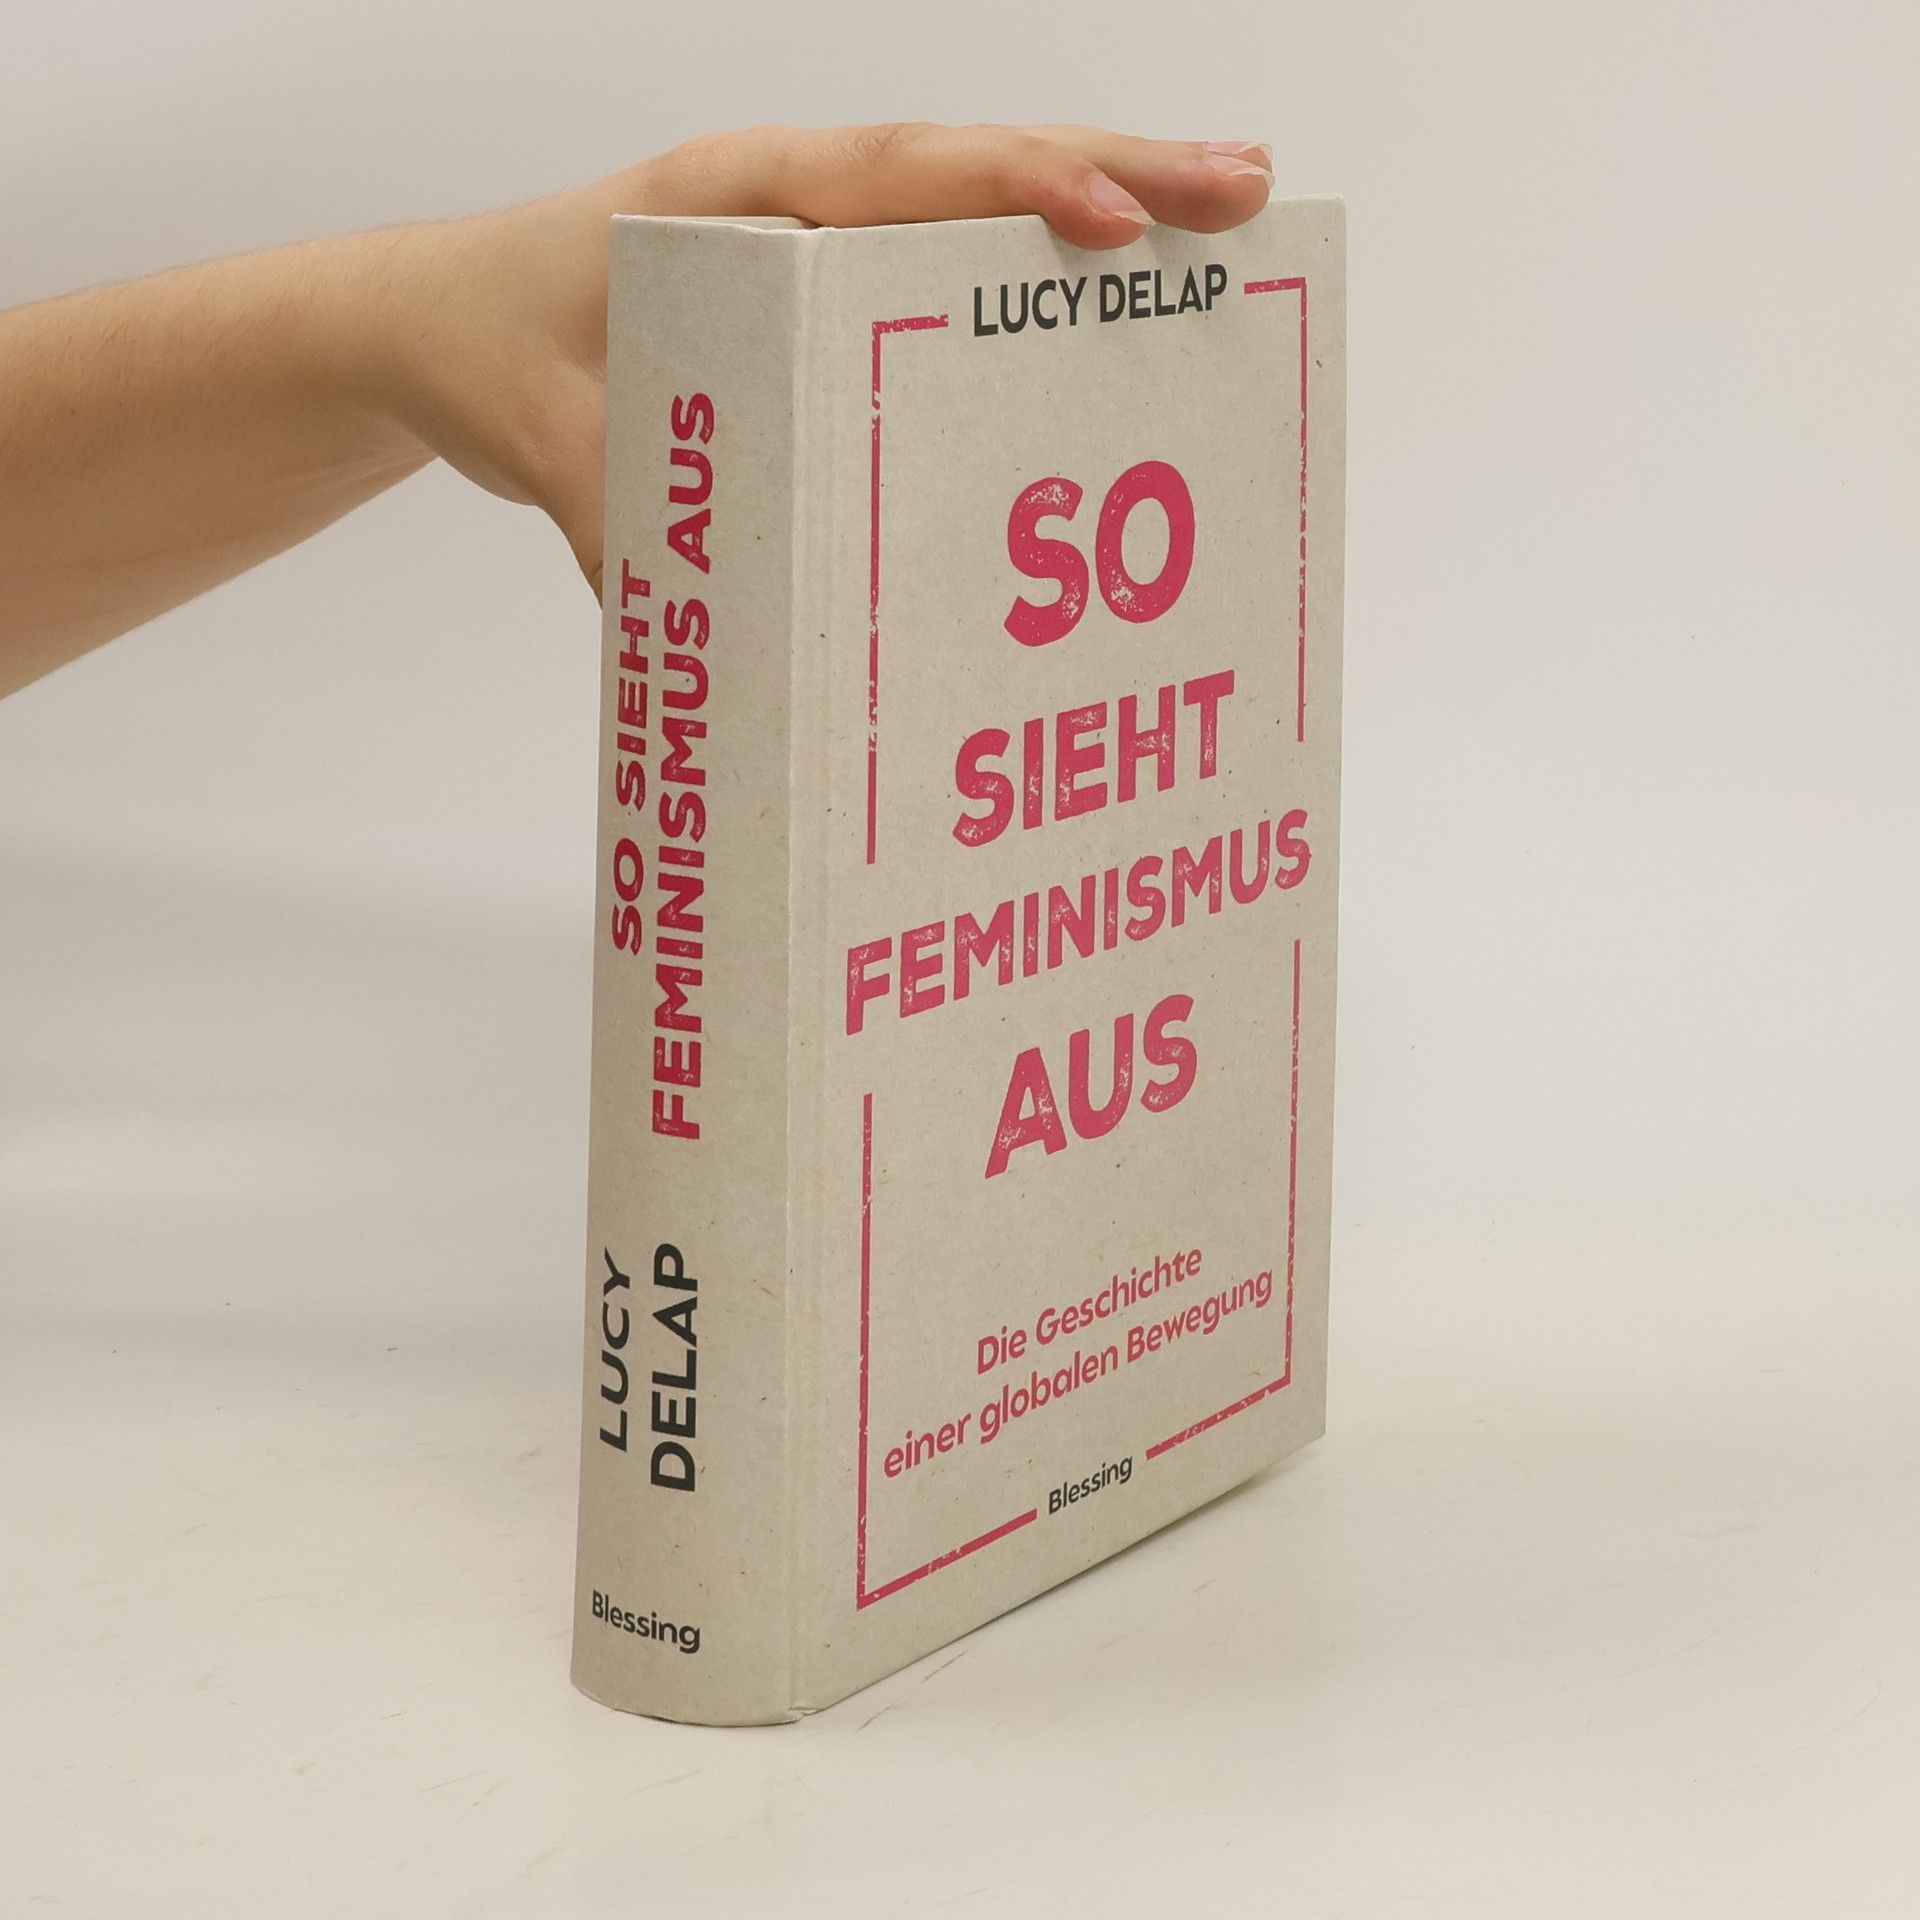 SO SIEHT
FEMINISMUS AUS
LUCY
DELAP
Blessing
LUCY DELAP
SO
SIEHT
FEMINISMUS
AUS
Die Geschichte
einer globalen Bewegung
Blessing